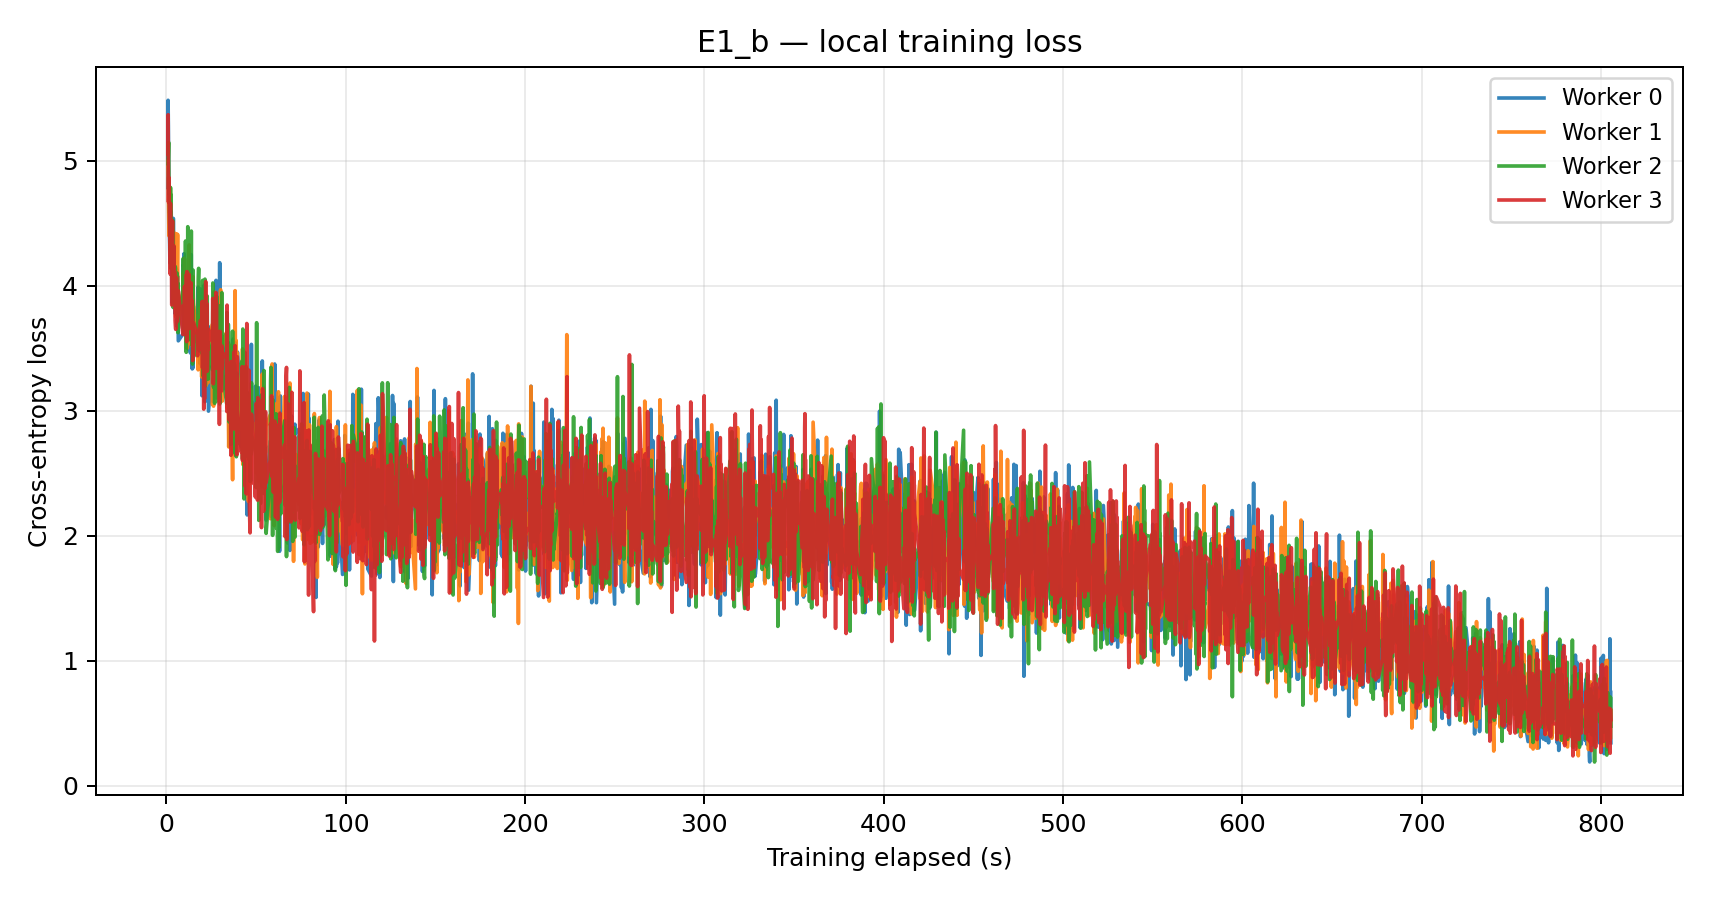 E1_b — local training loss
Worker 0
Worker 1
Worker 2
Worker 3
Cross-entropy loss
5
4
3
2
1
0
0 100 200 300 400 500 600 700 800
Training elapsed (s)